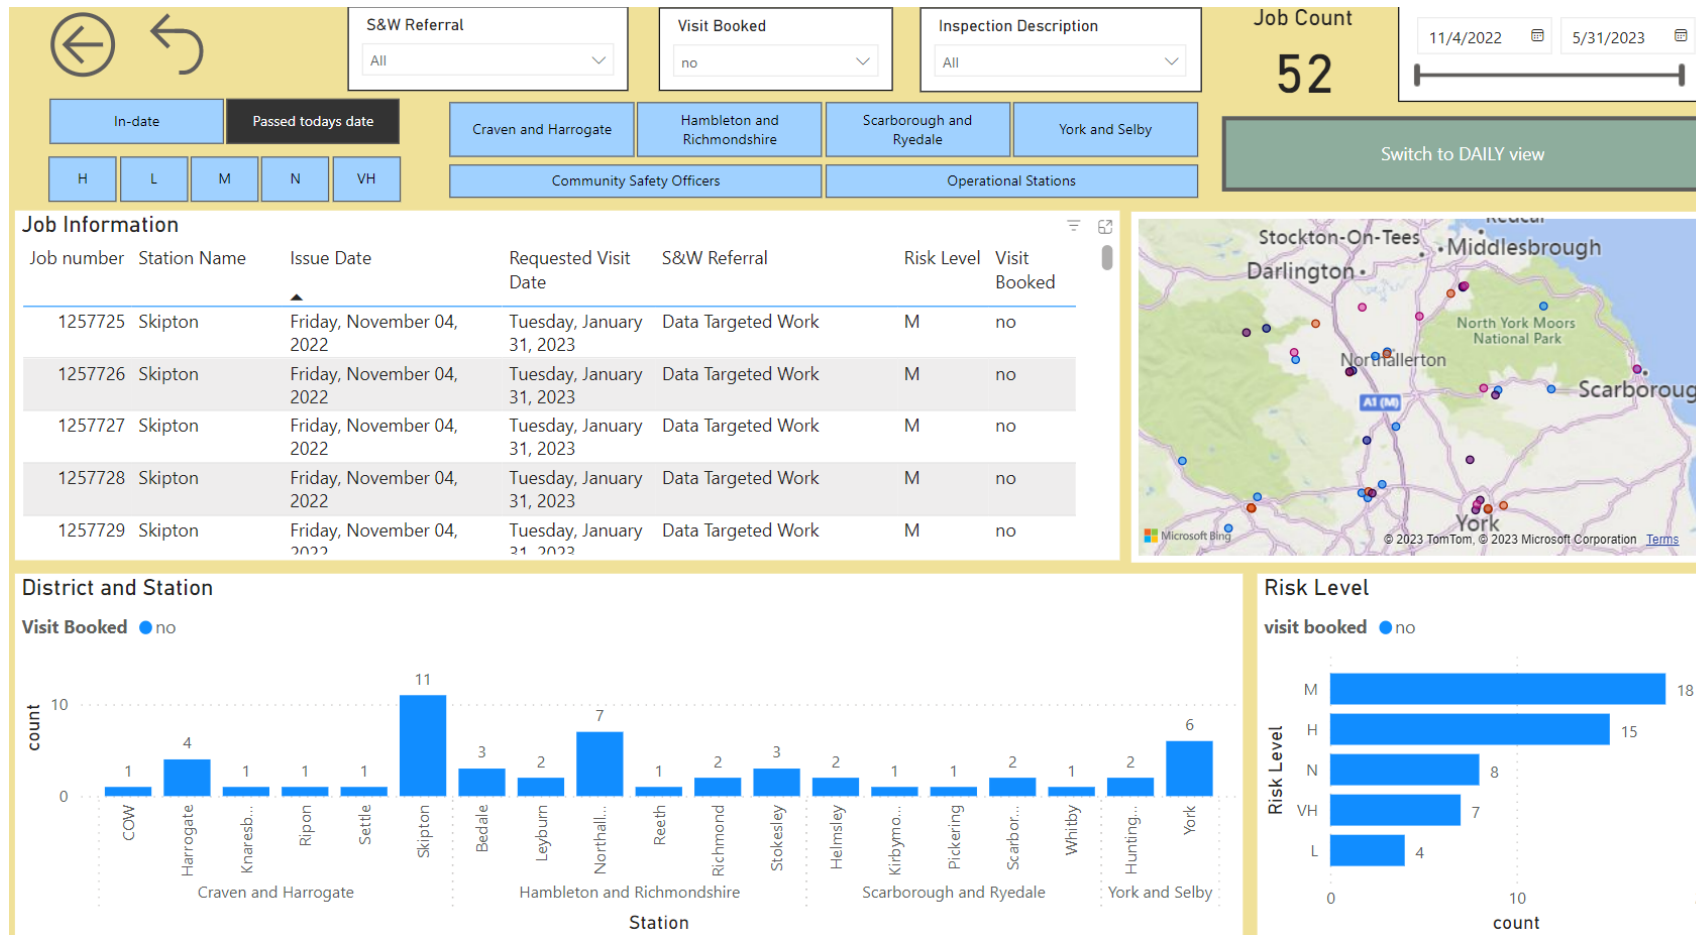 S&W Referral
All
Visit Booked
no
Inspection Description
All
Job Count
52
11/4/2022
5/31/2023
In-date
Passed todays date
H
L
M
N
VH
Craven and Harrogate
Hambleton and
Richmondshire
Scarborough and
Ryedale
York and Selby
Community Safety Officers
Operational Stations
Switch to DAILY view
Job Information
Job number Station Name Issue Date Requested Visit S&W Referral Risk Level Visit
Date Booked
1257725 Skipton Friday, November 04, Tuesday, January Data Targeted Work M no
2022 31, 2023
1257726 Skipton Friday, November 04, Tuesday, January Data Targeted Work M no
2022 31, 2023
1257727 Skipton Friday, November 04, Tuesday, January Data Targeted Work M no
2022 31, 2023
1257728 Skipton Friday, November 04, Tuesday, January Data Targeted Work M no
2022 31, 2023
1257729 Skipton Friday, November 04, Tuesday, January Data Targeted Work M no
2022 31, 2023
Redcar
Stockton-On-Tees
Middlesbrough
Darlington
North York Moors
National Park
Northallerton
Scarboroug
A1 (M)
York
Microsoft Bing
© 2023 TomTom, © 2023 Microsoft Corporation Terms
District and Station
Visit Booked no
count
10
0
1
4
1
1
1
11
3
2
7
1
2
3
2
1
1
2
1
2
6
COW
Harrogate
Knaresb...
Ripon
Settle
Skipton
Bedale
Leyburn
Northall...
Reeth
Richmond
Stokesley
Helmsley
Kirbymo...
Pickering
Scarbor...
Whitby
Hunting...
York
Craven and Harrogate
Hambleton and Richmondshire
Scarborough and Ryedale
York and Selby
Station
Risk Level
visit booked no
Risk Level
M 18
H 15
N 8
VH 7
L 4
0 10
count